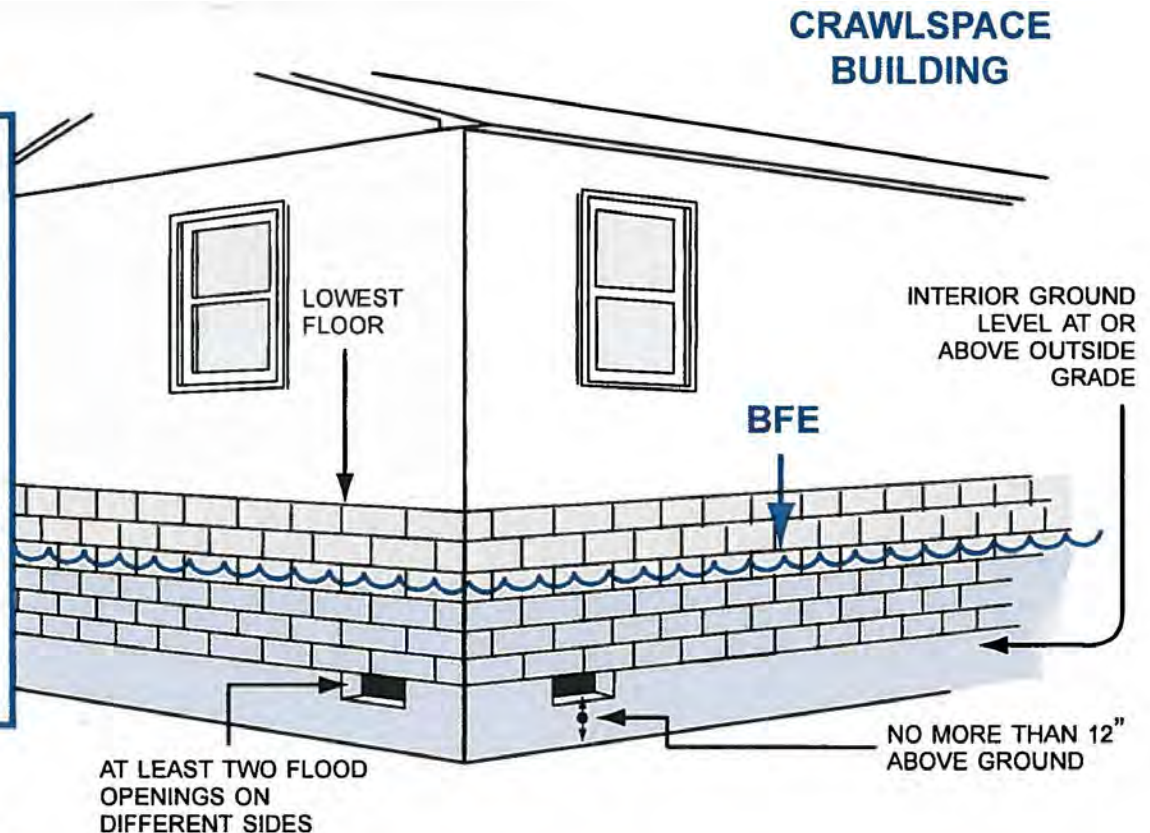 CRAWLSPACE
BUILDING
LOWEST
FLOOR
INTERIOR GROUND
LEVEL AT OR
ABOVE OUTSIDE
GRADE
BFE
NO MORE THAN 12"
ABOVE GROUND
AT LEAST TWO FLOOD
OPENINGS ON
DIFFERENT SIDES